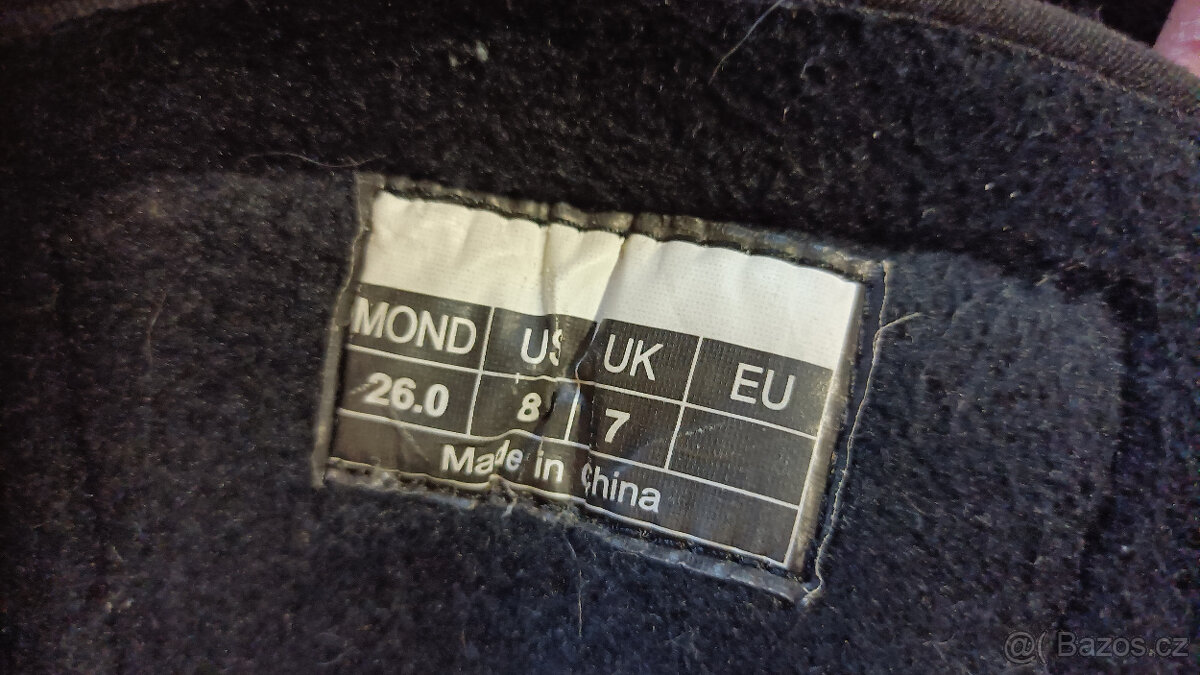 MOND US UK EU
26.0 8 7
Made in China
@( Bazos.cz